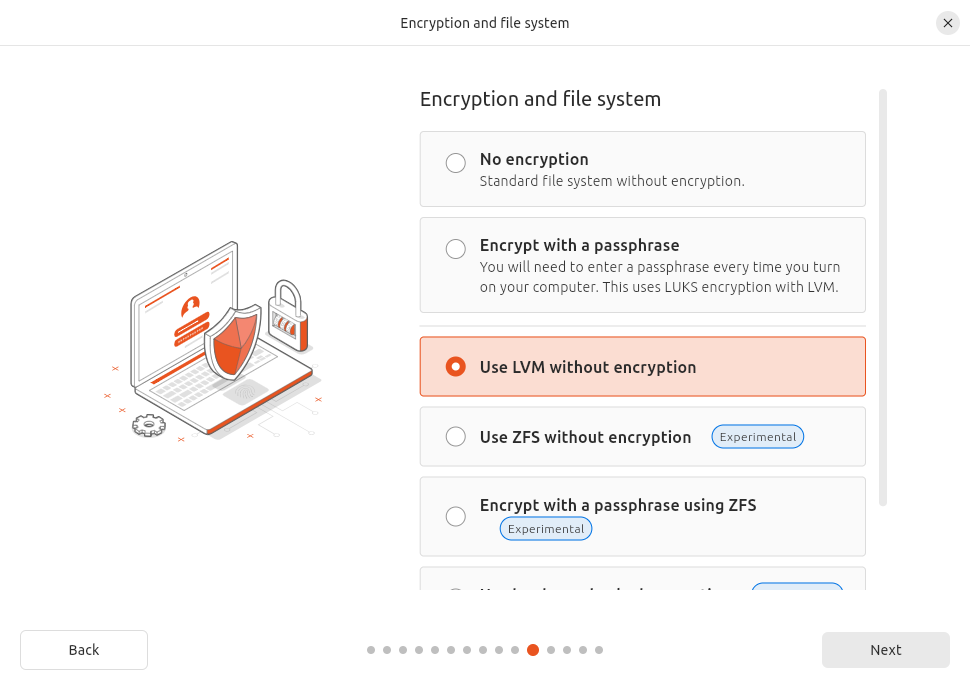 Encryption and file system
Encryption and file system
No encryption
Standard file system without encryption.
Encrypt with a passphrase
You will need to enter a passphrase every time you turn
on your computer. This uses LUKS encryption with LVM.
Use LVM without encryption
Use ZFS without encryption Experimental
Encrypt with a passphrase using ZFS
Experimental
Back
Next